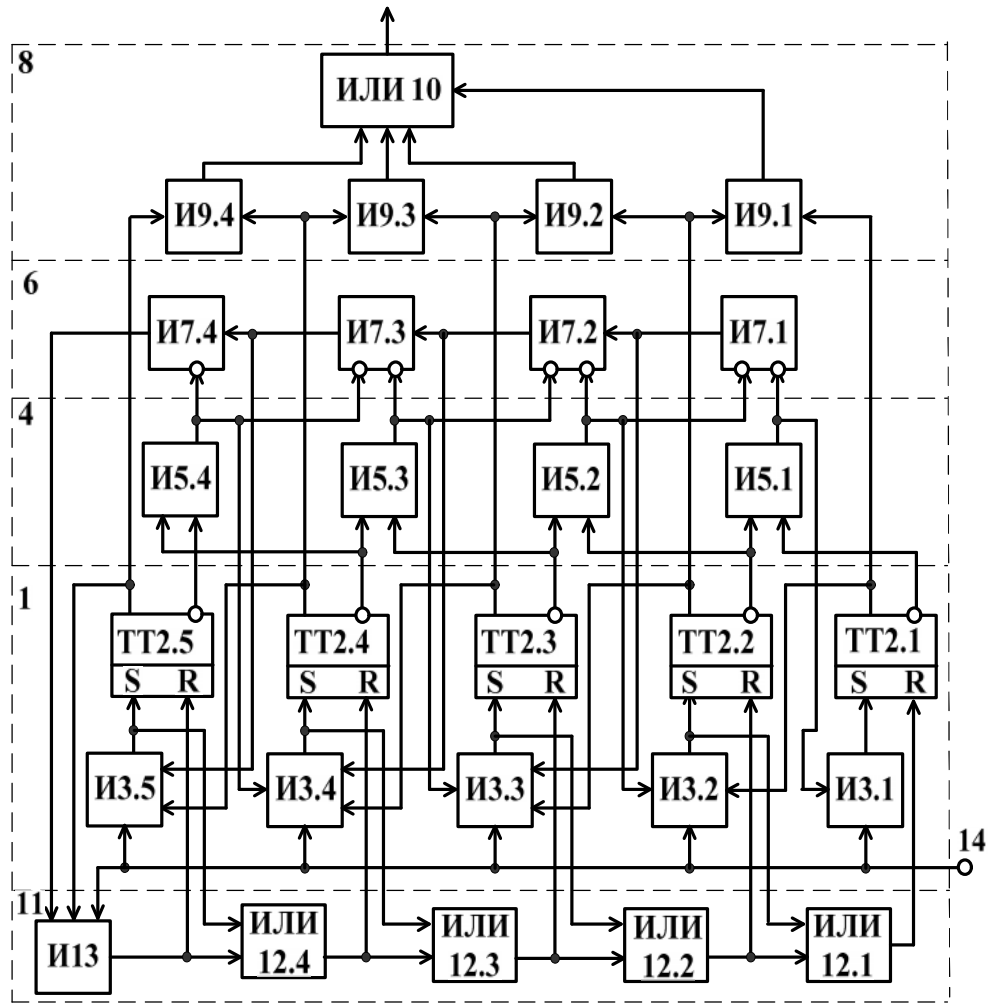 8
ИЛИ 10
И9.4
И9.3
И9.2
И9.1
6
И7.4
И7.3
И7.2
И7.1
4
И5.4
И5.3
И5.2
И5.1
1
ТТ2.5
S R
ТТ2.4
S R
ТТ2.3
S R
ТТ2.2
S R
ТТ2.1
S R
И3.5
И3.4
И3.3
И3.2
И3.1
14
11
И13
ИЛИ
12.4
ИЛИ
12.3
ИЛИ
12.2
ИЛИ
12.1